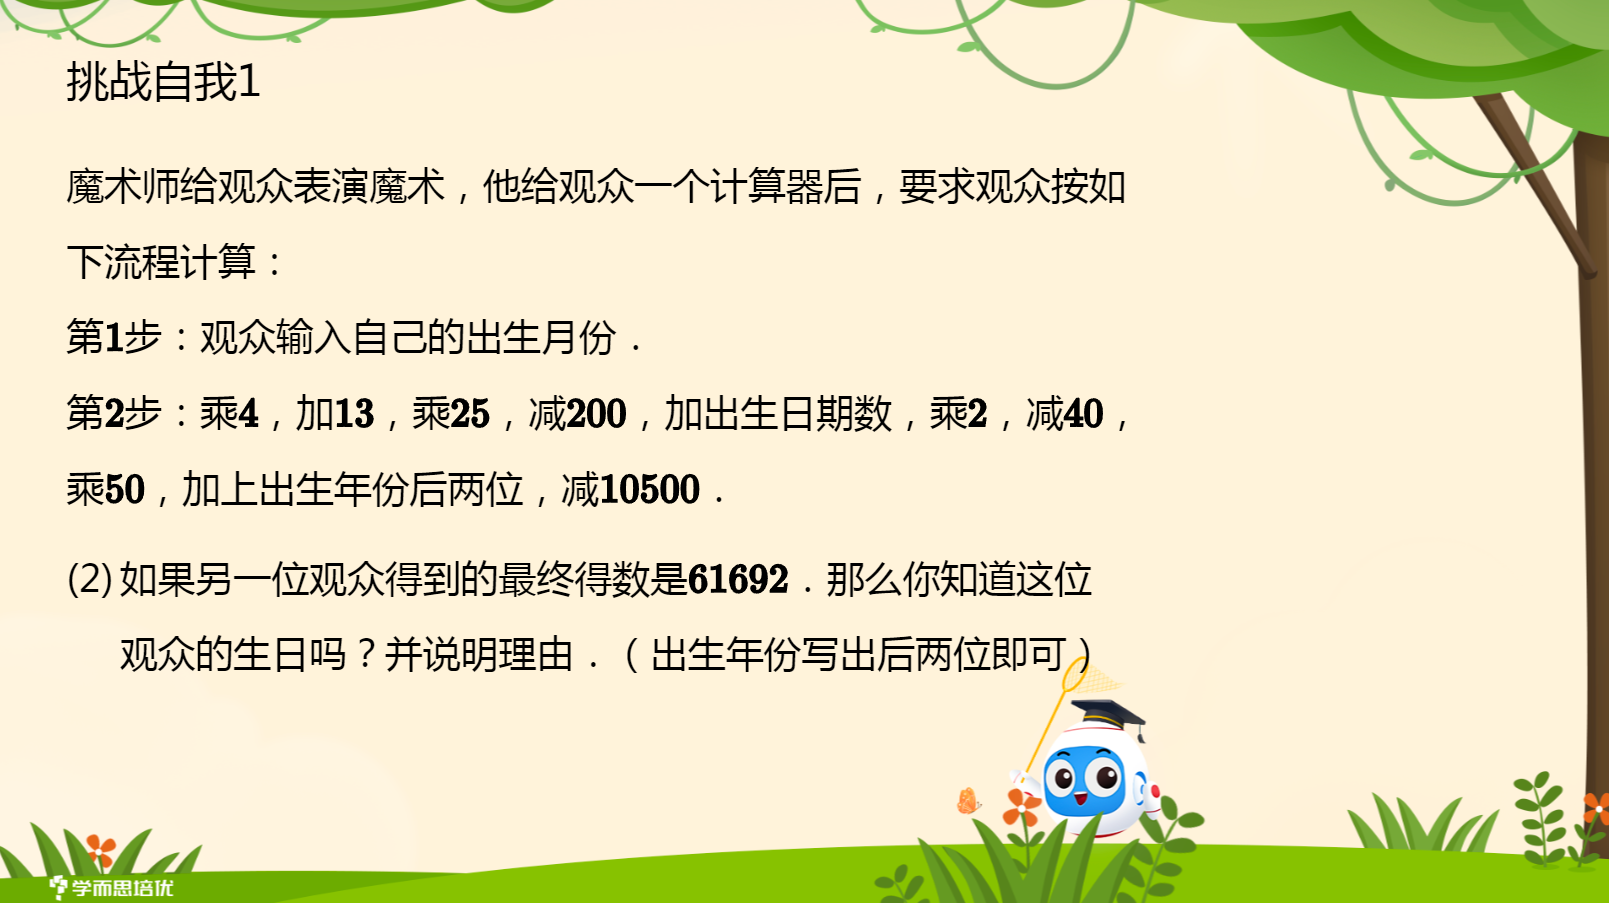 挑战自我1
魔术师给观众表演魔术，他给观众一个计算器后，要求观众按如
下流程计算：
第1步：观众输入自己的出生月份．
第2步：乘4，加13，乘25，减200，加出生日期数，乘2，减40，
乘50，加上出生年份后两位，减10500．
(2) 如果另一位观众得到的最终得数是61692．那么你知道这位
观众的生日吗？并说明理由．（出生年份写出后两位即可）
学而思培优